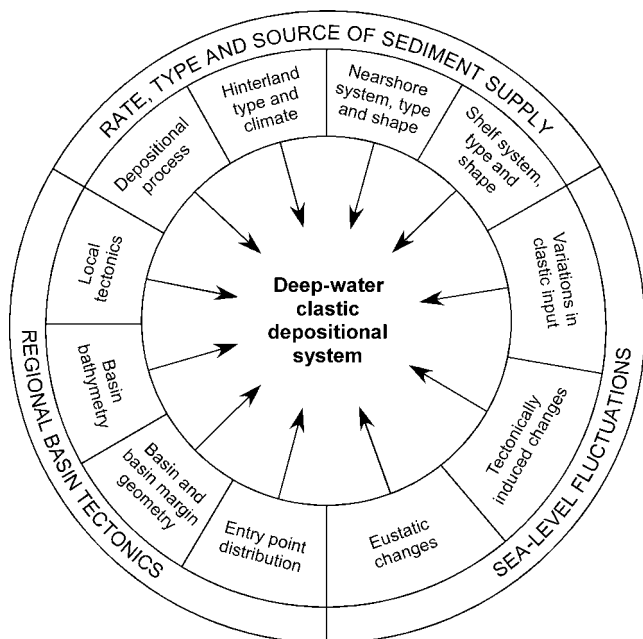 RATE, TYPE AND SOURCE OF SEDIMENT SUPPLY
Hinterland
type and
climate
Nearshore
system, type
and shape
Shelf system,
type and
shape
Depositional
process
Local
tectonics
Variations in
clastic input
Deep-water
clastic
depositional
system
Basin
bathymetry
Tectonically
induced changes
Basin and
basin margin
geometry
Entry point
distribution
Eustatic
changes
REGIONAL BASIN TECTONICS
SEA-LEVEL FLUCTUATIONS